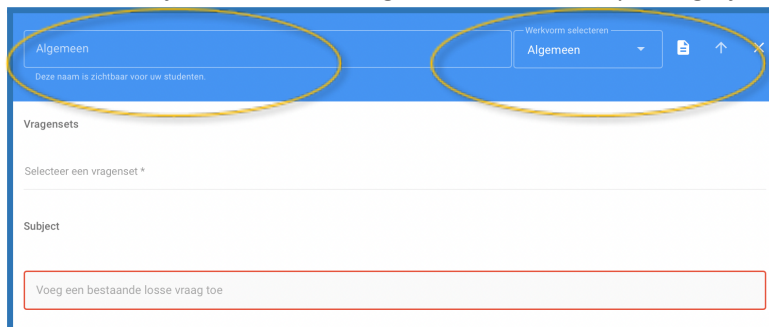 Werkvorm selecteren
Algemeen
Algemeen
Deze naam is zichtbaar voor uw studenten.
Vragensets
Selecteer een vragenset *
Subject
Voeg een bestaande losse vraag toe